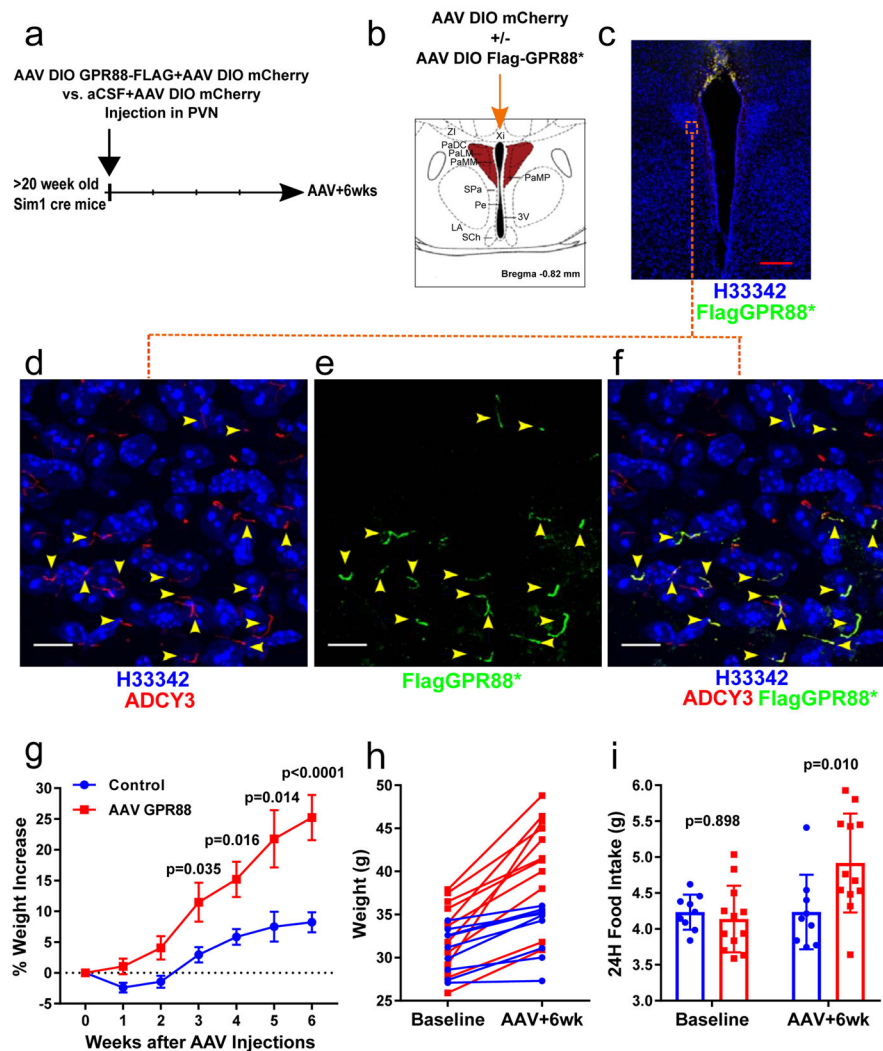 a
AAV DIO GPR88-FLAG+AAV DIO mCherry
vs. aCSF+AAV DIO mCherry
Injection in PVN
>20 week old
Sim1 cre mice
AAV+6wks
b
AAV DIO mCherry
+/-
AAV DIO Flag-GPR88*
ZI
Xi
PaDC
PaLM
PaMM
PaMP
SPa
Pe
3V
LA
SCh
Bregma -0.82 mm
c
H33342
FlagGPR88*
d
H33342
ADCY3
e
FlagGPR88*
f
H33342
ADCY3 FlagGPR88*
g
% Weight Increase
30
25
20
15
10
5
0
-5
Control
AAV GPR88
p=0.035
p=0.016
p=0.014
p<0.0001
0 1 2 3 4 5 6
Weeks after AAV Injections
h
Weight (g)
50
45
40
35
30
25
Baseline AAV+6wk
i
24H Food Intake (g)
6.0
5.5
5.0
4.5
4.0
3.5
3.0
p=0.898
p=0.010
Baseline AAV+6wk